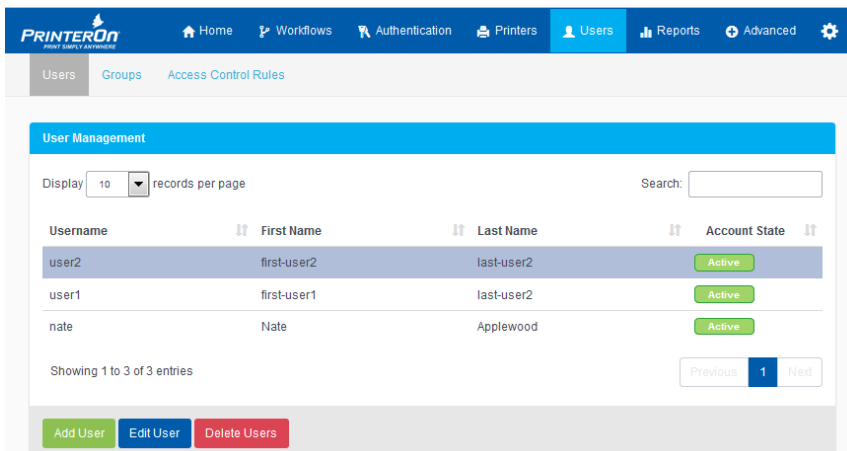 PRINTERON
PRINT SIMPLY ANYWHERE
Home Workflows Authentication Printers Users Reports Advanced
Users Groups Access Control Rules
User Management
Display 10 records per page Search:
Username First Name Last Name Account State
user2 first-user2 last-user2 Active
user1 first-user1 last-user2 Active
nate Nate Applewood Active
Showing 1 to 3 of 3 entries Previous 1 Next
Add User Edit User Delete Users